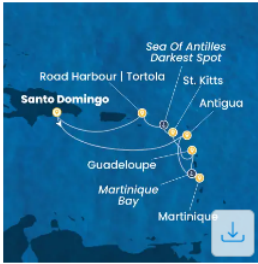 Sea Of Antilles
Darkest Spot
Road Harbour | Tortola
St. Kitts
Santo Domingo
Antigua
Guadeloupe
Martinique
Bay
Martinique